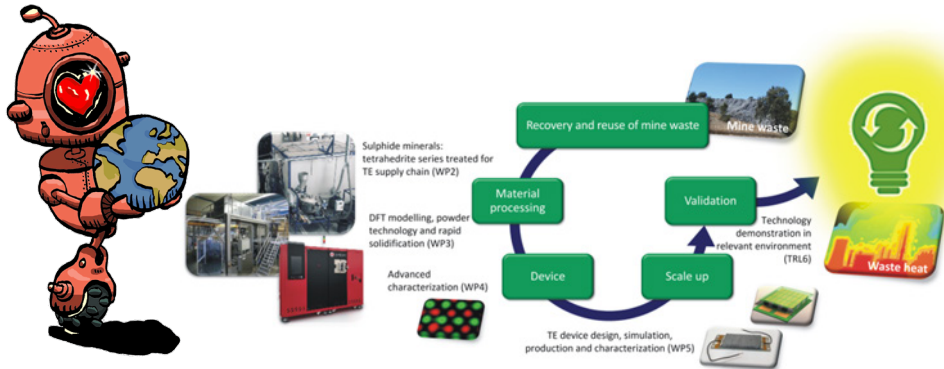 Recovery and reuse of mine waste
Mine waste
Sulphide minerals:
tetrahedrite series treated for
TE supply chain (WP2)
Material
processing
Validation
DFT modelling, powder
technology and rapid
solidification (WP3)
Technology
demonstration in
relevant environment
(TRL6)
Waste heat
Advanced
characterization (WP4)
Device
Scale up
TE device design, simulation,
production and characterization (WP5)